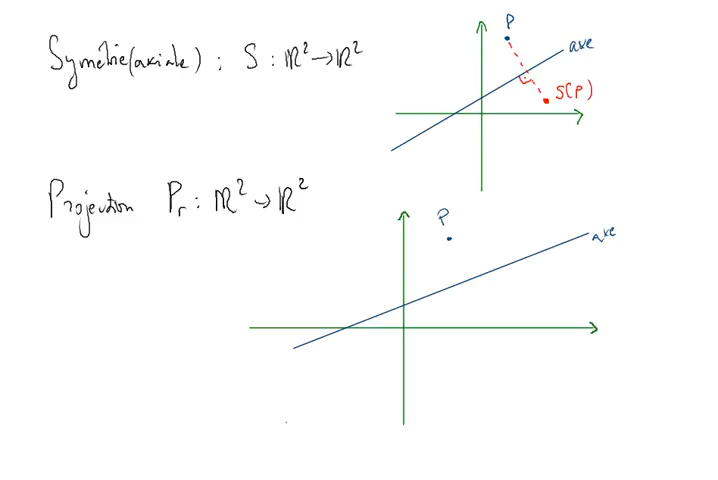 Symétrie(axiale) : S : ℝ² → ℝ²
P
axe
S(P)
Projection Pr : ℝ² → ℝ²
P
axe